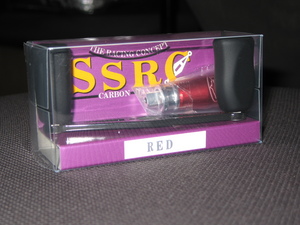 THE RACING CONCEPT
SSRC
CARBON
RED